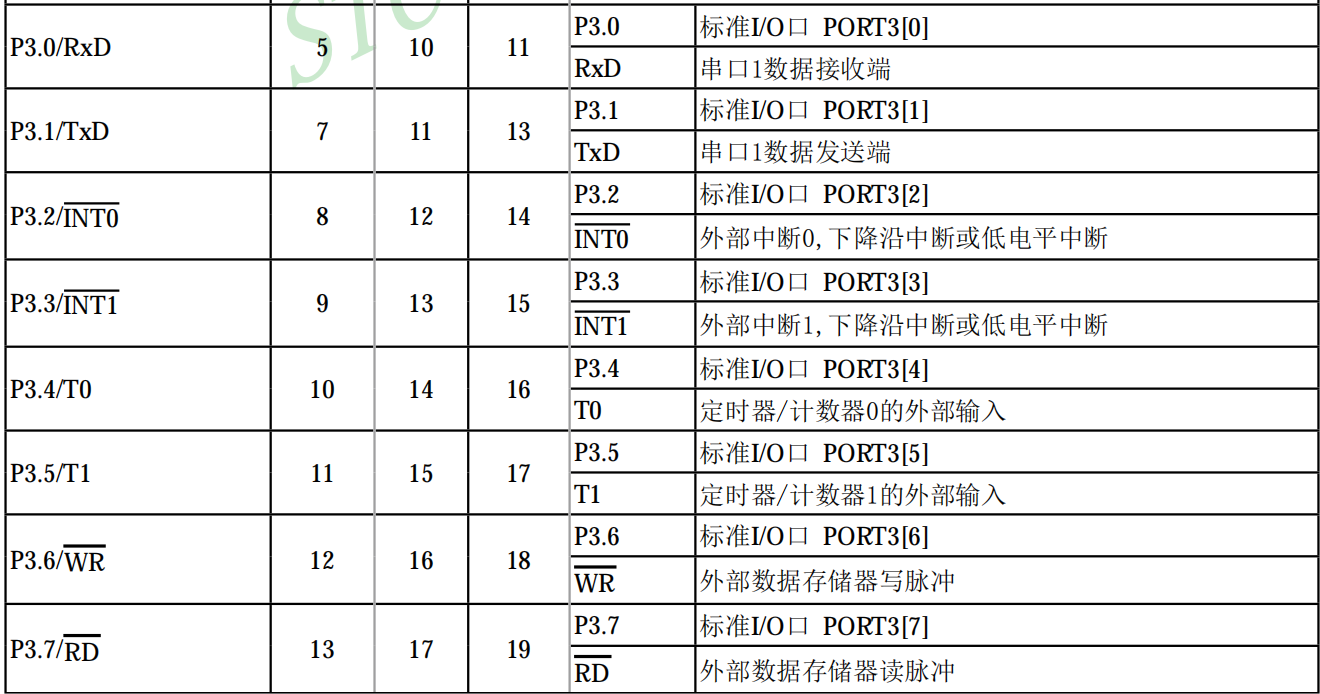 STC
P3.0/RxD 5 10 11 P3.0 标准I/O口 PORT3[0]
RxD 串口1数据接收端
P3.1/TxD 7 11 13 P3.1 标准I/O口 PORT3[1]
TxD 串口1数据发送端
P3.2/INT0 8 12 14 P3.2 标准I/O口 PORT3[2]
INT0 外部中断0,下降沿中断或低电平中断
P3.3/INT1 9 13 15 P3.3 标准I/O口 PORT3[3]
INT1 外部中断1,下降沿中断或低电平中断
P3.4/T0 10 14 16 P3.4 标准I/O口 PORT3[4]
T0 定时器/计数器0的外部输入
P3.5/T1 11 15 17 P3.5 标准I/O口 PORT3[5]
T1 定时器/计数器1的外部输入
P3.6/WR 12 16 18 P3.6 标准I/O口 PORT3[6]
WR 外部数据存储器写脉冲
P3.7/RD 13 17 19 P3.7 标准I/O口 PORT3[7]
RD 外部数据存储器读脉冲